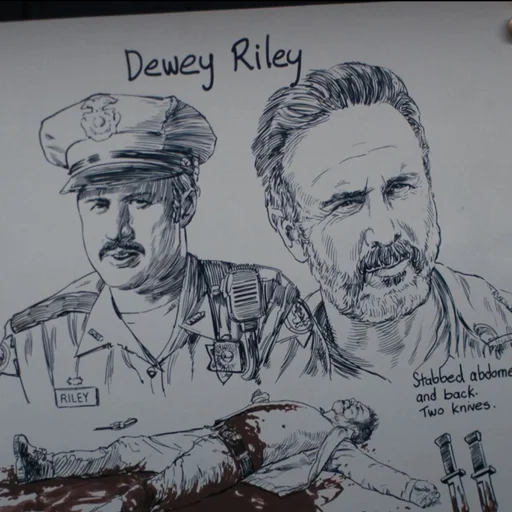 Dewey Riley
RILEY
Stabbed abdome
and back.
Two knives.